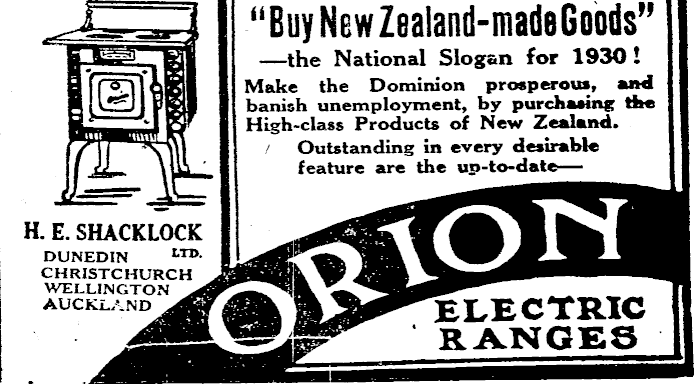 "Buy New Zealand-made Goods"
—the National Slogan for 1930!
Make the Dominion prosperous, and
banish unemployment, by purchasing the
High-class Products of New Zealand.
Outstanding in every desirable
feature are the up-to-date—
ORION
ELECTRIC
RANGES
H. E. SHACKLOCK
LTD.
DUNEDIN
CHRISTCHURCH
WELLINGTON
AUCKLAND